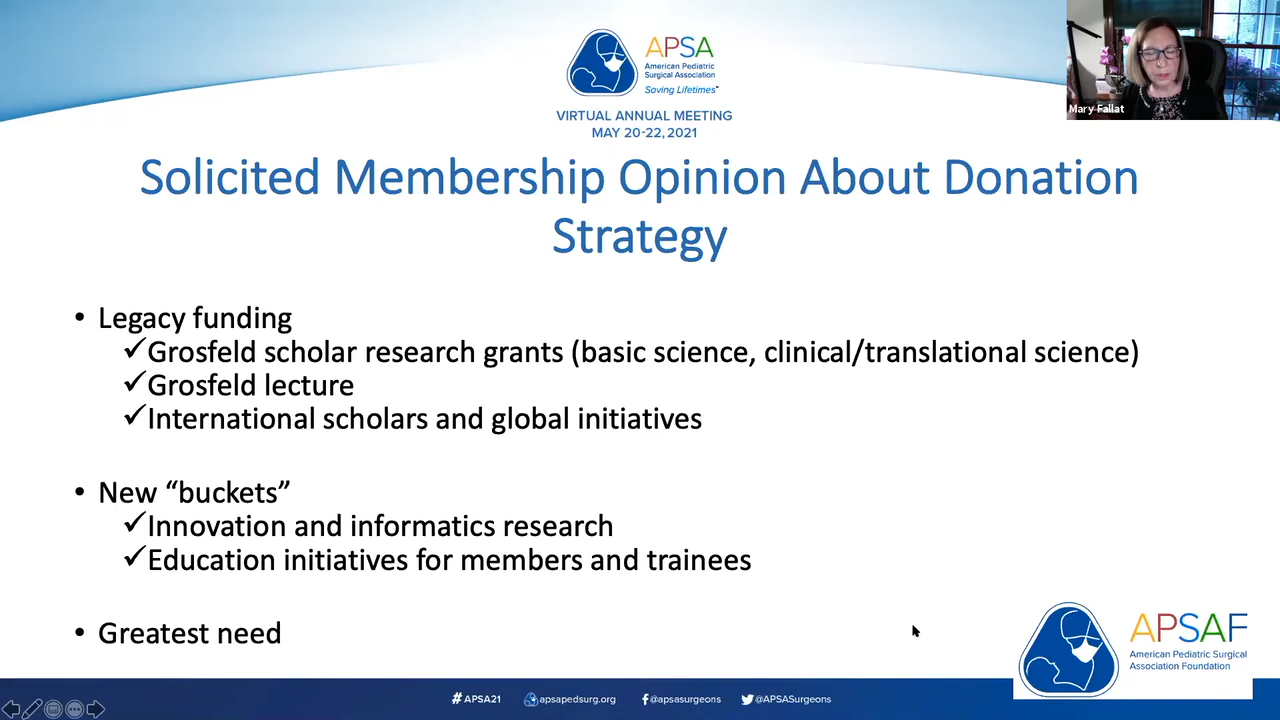 APSA
American Pediatric
Surgical Association
Saving Lifetimes™
VIRTUAL ANNUAL MEETING
MAY 20-22, 2021
Mary Fallat
Solicited Membership Opinion About Donation
Strategy
• Legacy funding
✓Grosfeld scholar research grants (basic science, clinical/translational science)
✓Grosfeld lecture
✓International scholars and global initiatives
• New “buckets”
✓Innovation and informatics research
✓Education initiatives for members and trainees
• Greatest need
APSAF
American Pediatric Surgical
Association Foundation
#APSA21 apsapedsurg.org @apsasurgeons @APSASurgeons